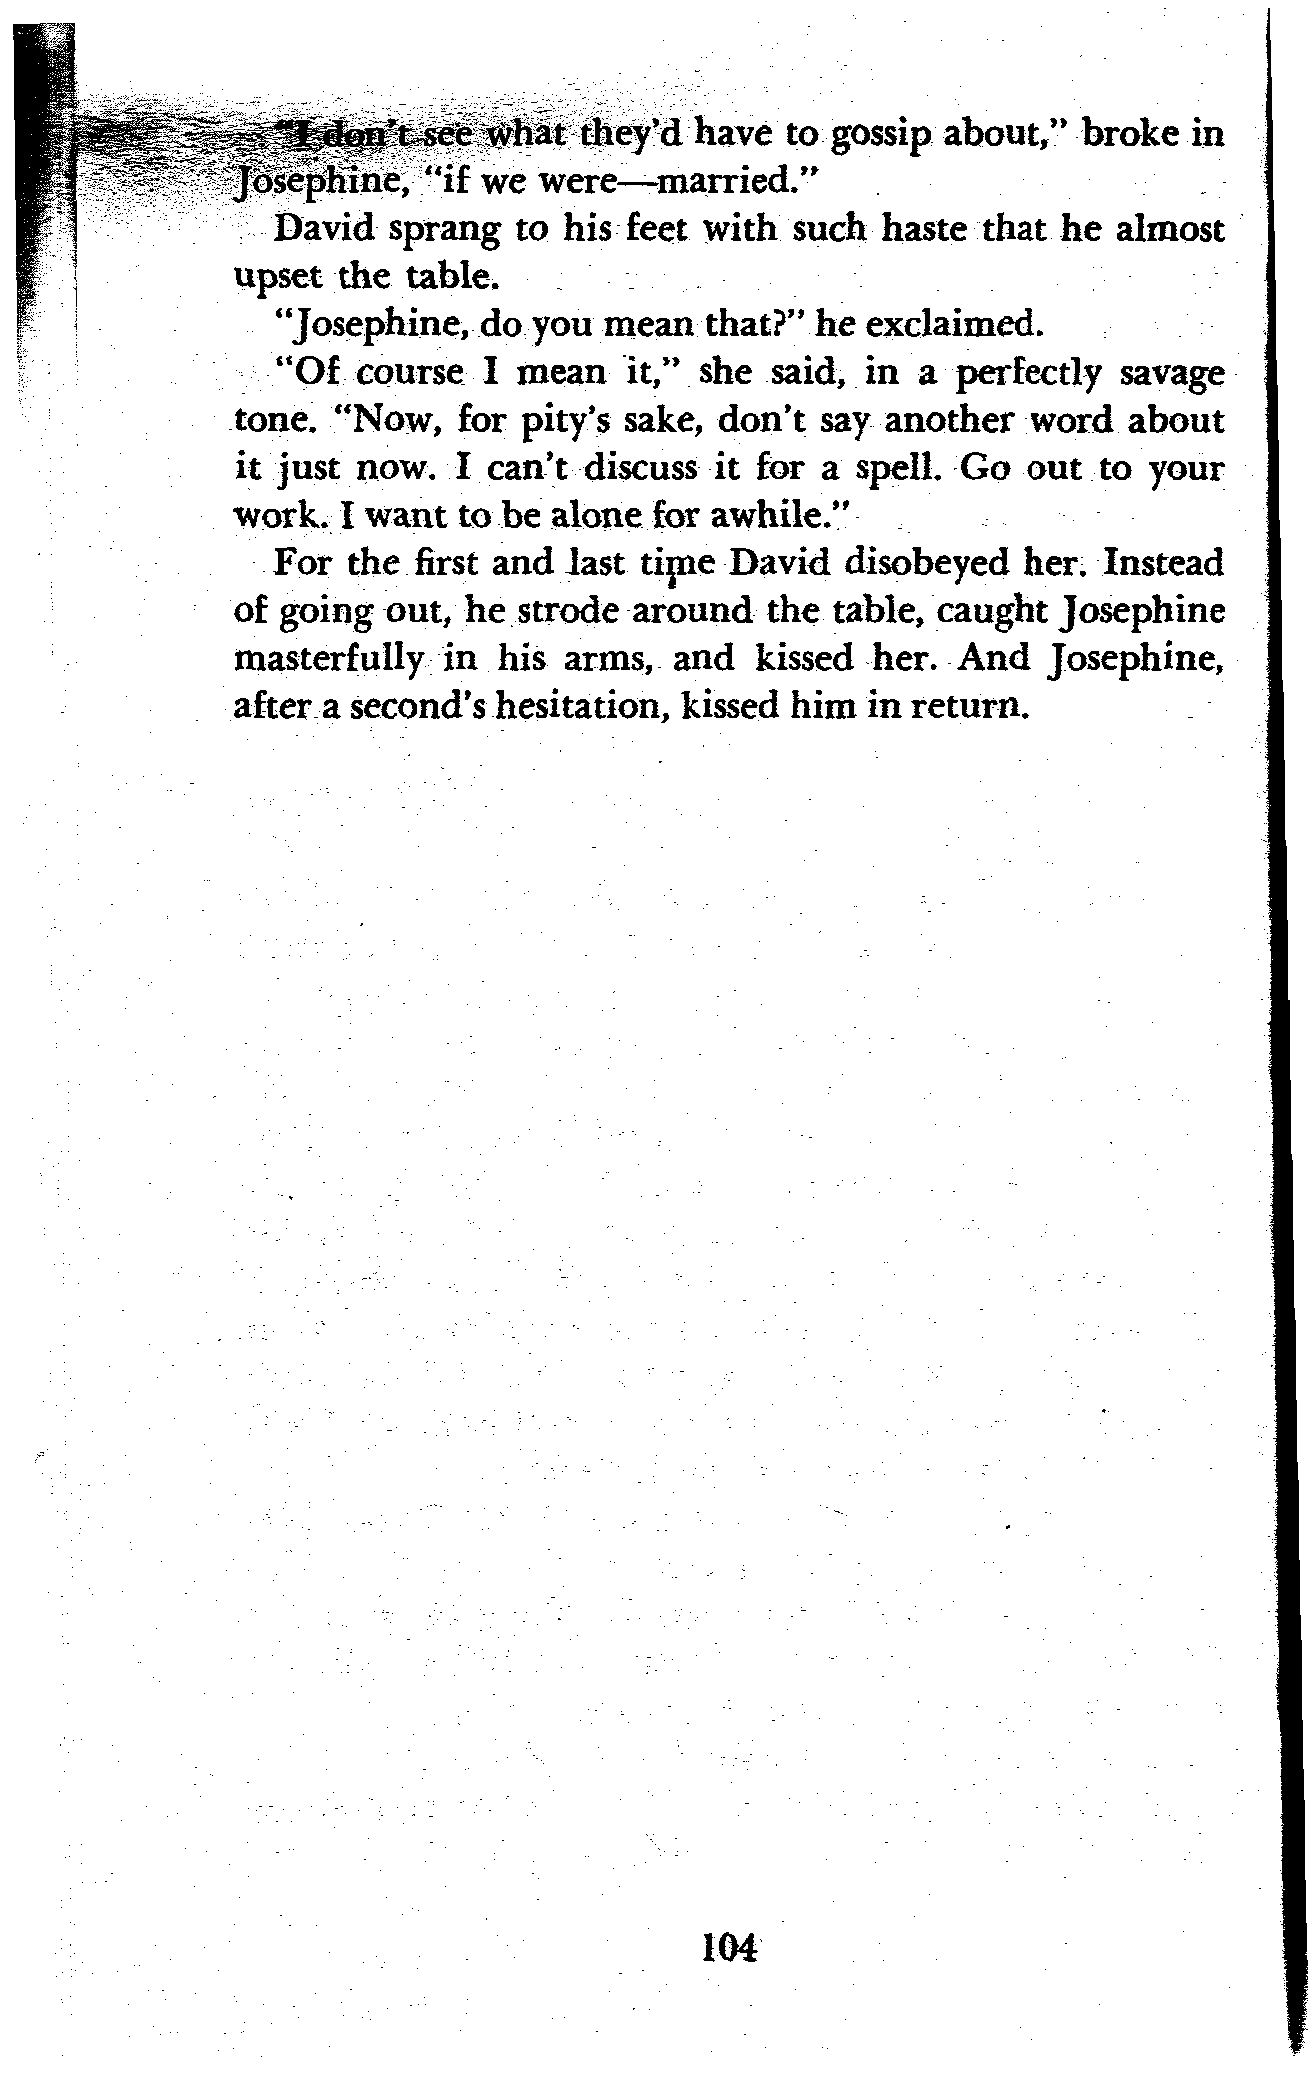 "I don't see what they'd have to gossip about," broke in
Josephine, "if we were—married."
David sprang to his feet with such haste that he almost
upset the table.
"Josephine, do you mean that?" he exclaimed.
"Of course I mean it," she said, in a perfectly savage
tone. "Now, for pity's sake, don't say another word about
it just now. I can't discuss it for a spell. Go out to your
work. I want to be alone for awhile."
For the first and last time David disobeyed her. Instead
of going out, he strode around the table, caught Josephine
masterfully in his arms, and kissed her. And Josephine,
after a second's hesitation, kissed him in return.
104